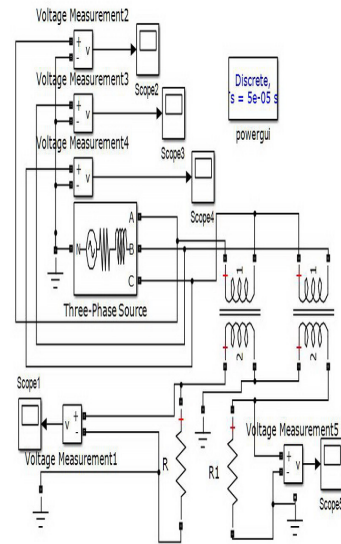 Voltage Measurement2
+
v
-
Scope2
Voltage Measurement3
+
v
-
Scope3
Voltage Measurement4
+
v
-
Scope4
Discrete,
s = 5e-05 s
powergui
N
A
B
C
Three-Phase Source
+
1
+
1
+
2
+
2
Scope1
v
+
-
Voltage Measurement1
+
R
+
R1
Voltage Measurement5
+
v
-
Scope5